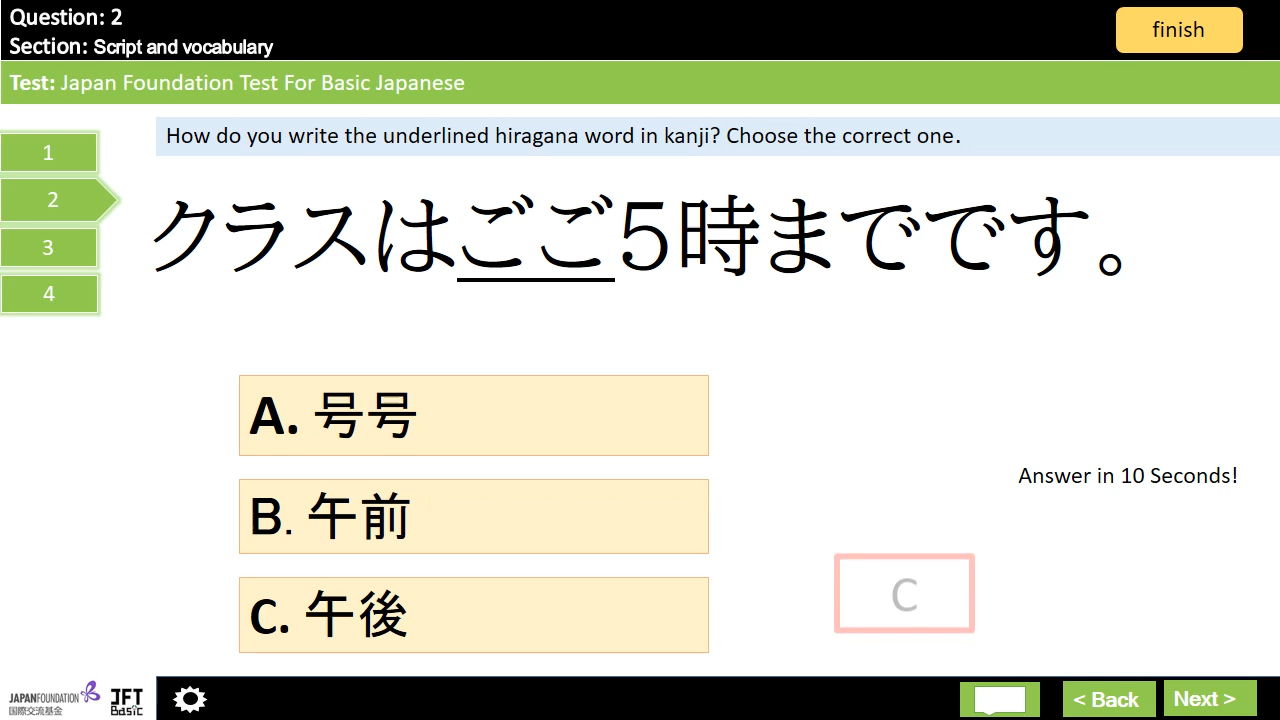 Question: 2
Section: Script and vocabulary
finish
Test: Japan Foundation Test For Basic Japanese
1
2
3
4
How do you write the underlined hiragana word in kanji? Choose the correct one.
クラスはごご5時までです。
A. 号号
B. 午前
C. 午後
Answer in 10 Seconds!
C
JAPANFOUNDATION
国際交流基金
JFT
Basic
< Back
Next >